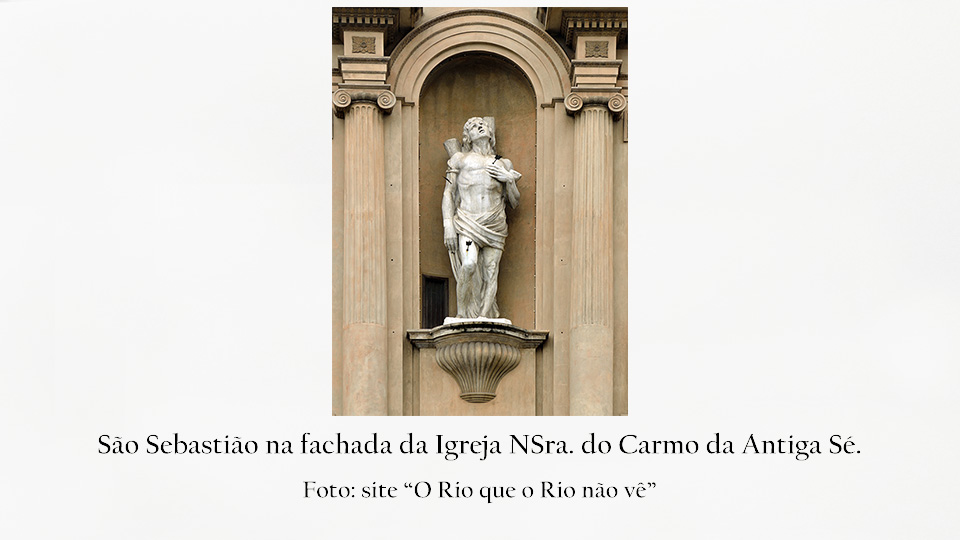 São Sebastião na fachada da Igreja NSra. do Carmo da Antiga Sé.
Foto: site “O Rio que o Rio não vê”